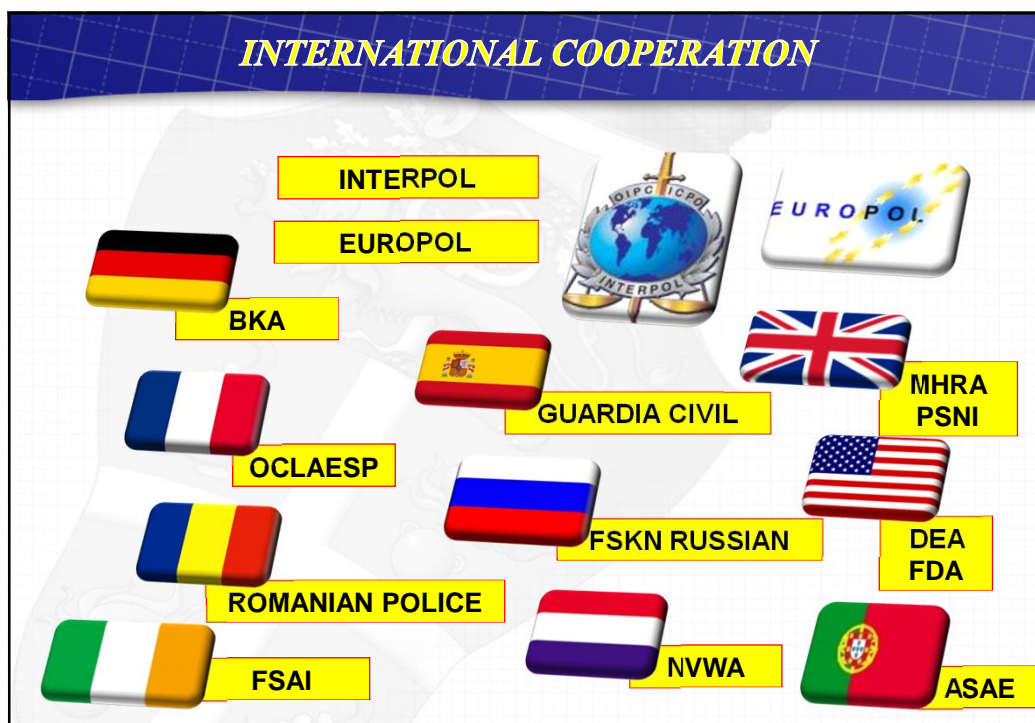 INTERNATIONAL COOPERATION
INTERPOL
EUROPOL
OIPC ICPO
INTERPOL
EUROPOL
BKA
GUARDIA CIVIL
MHRA
PSNI
OCLAESP
FSKN RUSSIAN
DEA
FDA
ROMANIAN POLICE
FSAI
NVWA
ASAE